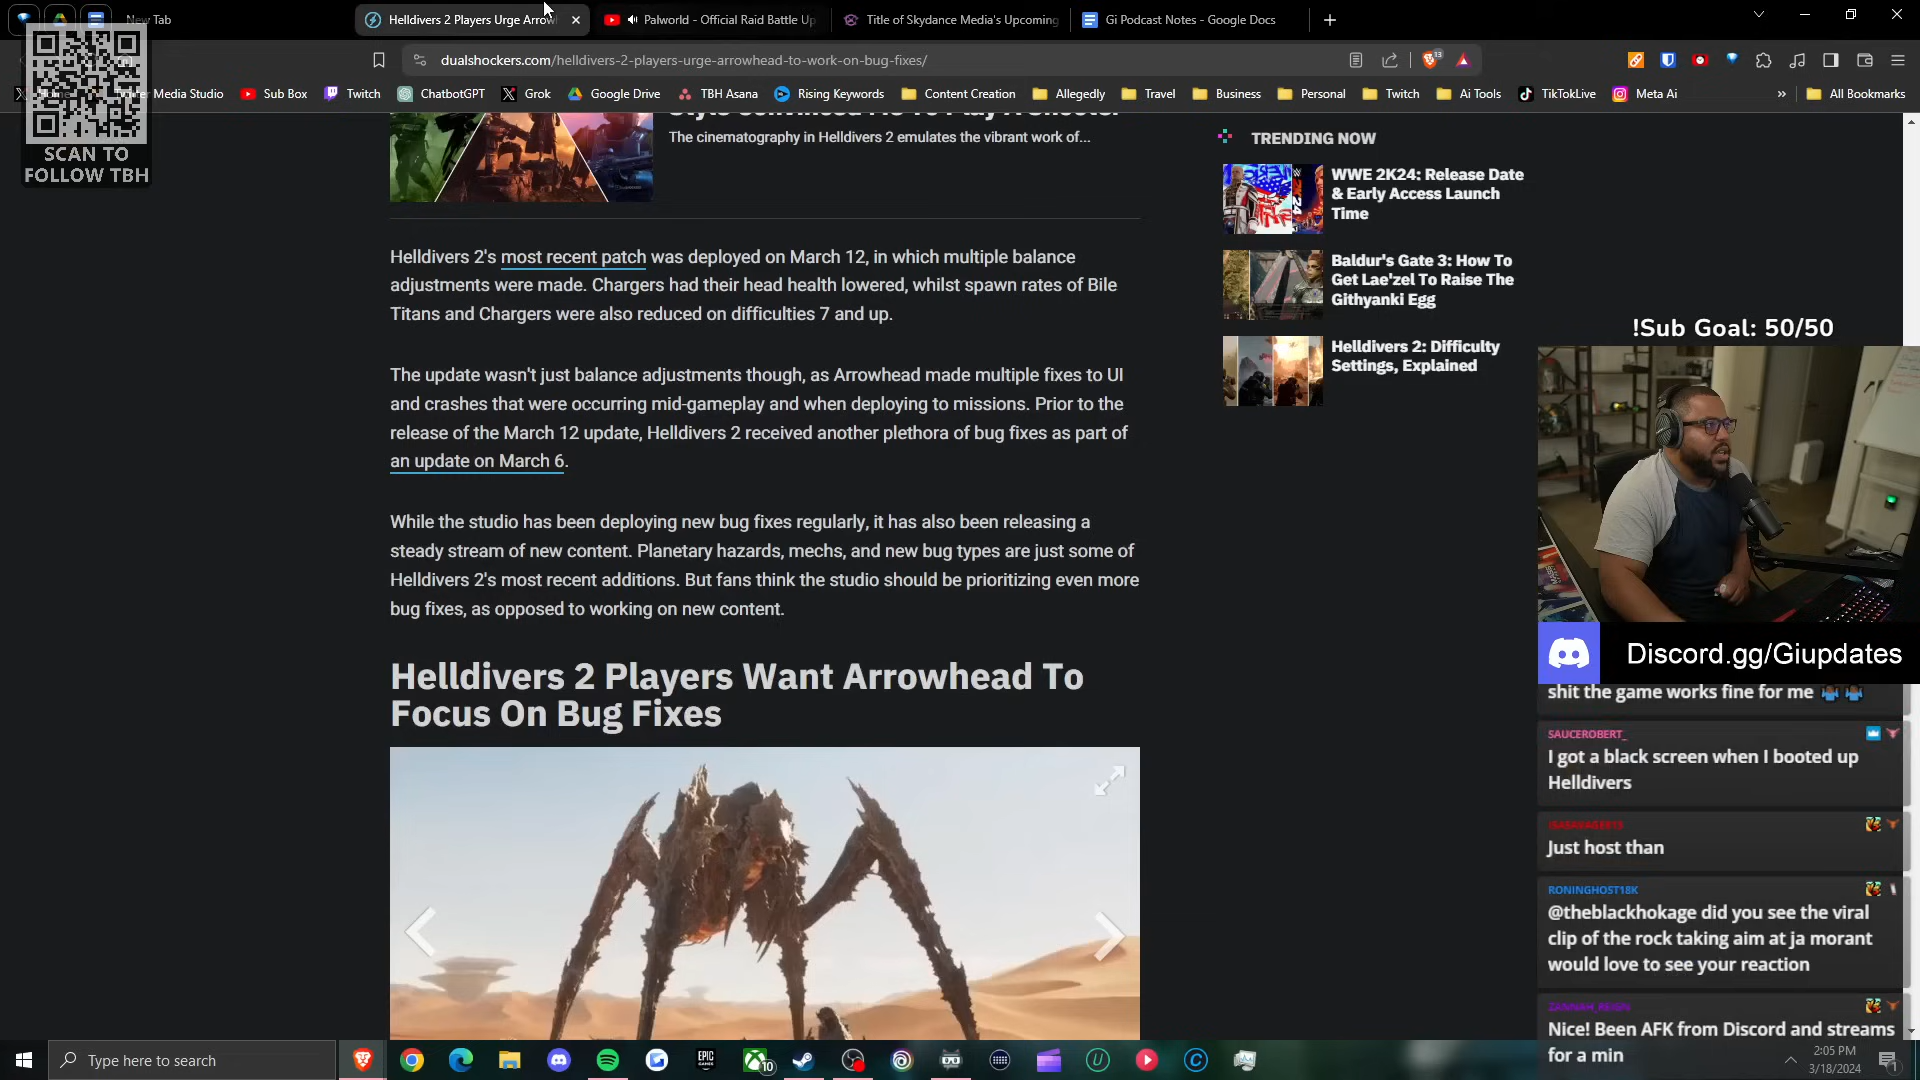 New Tab
Helldivers 2 Players Urge Arrow
Palworld - Official Raid Battle Up
Title of Skydance Media's Upcoming
Gi Podcast Notes - Google Docs
dualshockers.com/helldivers-2-players-urge-arrowhead-to-work-on-bug-fixes/
13
Media Studio
Sub Box
Twitch
ChatbotGPT
Grok
Google Drive
TBH Asana
Rising Keywords
Content Creation
Allegedly
Travel
Business
Personal
Twitch
Ai Tools
TikTokLive
Meta Ai
All Bookmarks
SCAN TO
FOLLOW TBH
The cinematography in Helldivers 2 emulates the vibrant work of...
Helldivers 2's most recent patch was deployed on March 12, in which multiple balance
adjustments were made. Chargers had their head health lowered, whilst spawn rates of Bile
Titans and Chargers were also reduced on difficulties 7 and up.
The update wasn't just balance adjustments though, as Arrowhead made multiple fixes to UI
and crashes that were occurring mid-gameplay and when deploying to missions. Prior to the
release of the March 12 update, Helldivers 2 received another plethora of bug fixes as part of
an update on March 6.
While the studio has been deploying new bug fixes regularly, it has also been releasing a
steady stream of new content. Planetary hazards, mechs, and new bug types are just some of
Helldivers 2's most recent additions. But fans think the studio should be prioritizing even more
bug fixes, as opposed to working on new content.
Helldivers 2 Players Want Arrowhead To
Focus On Bug Fixes
TRENDING NOW
WWE 2K24: Release Date
& Early Access Launch
Time
Baldur's Gate 3: How To
Get Lae'zel To Raise The
Githyanki Egg
Helldivers 2: Difficulty
Settings, Explained
!Sub Goal: 50/50
Discord.gg/Giupdates
shit the game works fine for me
SAUCEROBERT_
I got a black screen when I booted up
Helldivers
Just host than
RONINGHOST18K
@theblackhokage did you see the viral
clip of the rock taking aim at ja morant
would love to see your reaction
ZANNAH_REIGN
Nice! Been AFK from Discord and streams
for a min
Type here to search
EPIC
GAMES
10
2:05 PM
3/18/2024
1